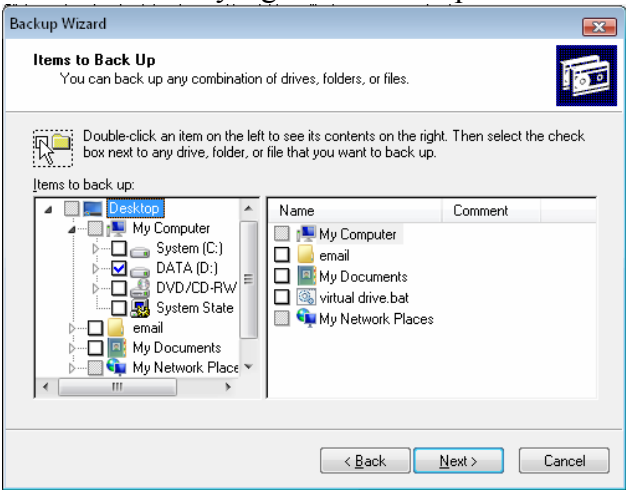 Backup Wizard
Items to Back Up
You can back up any combination of drives, folders, or files.
Double-click an item on the left to see its contents on the right. Then select the check
box next to any drive, folder, or file that you want to back up.
Items to back up:
Desktop
My Computer
System (C:)
DATA (D:)
DVD/CD-RW
System State
email
My Documents
My Network Place
Name Comment
My Computer
email
My Documents
virtual drive.bat
My Network Places
< Back Next > Cancel